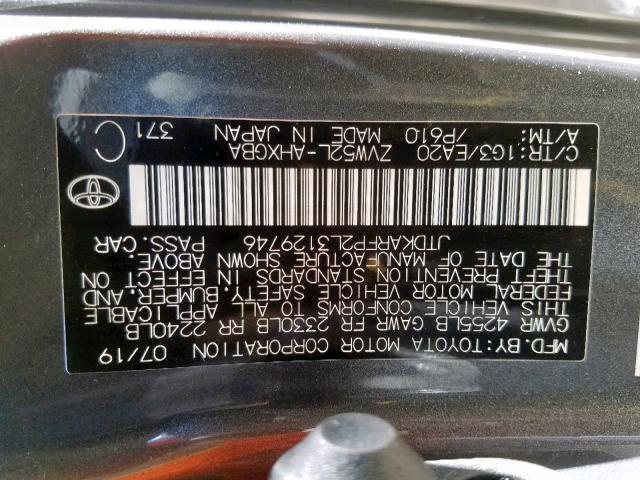 MFD. BY: TOYOTA MOTOR CORPORATION 07/19
GVWR 4255LB GAWR FR 2330LB RR 2240LB
THIS VEHICLE CONFORMS TO ALL APPLICABLE
FEDERAL MOTOR VEHICLE SAFETY, BUMPER, AND
THEFT PREVENTION STANDARDS IN EFFECT ON
THE DATE OF MANUFACTURE SHOWN ABOVE.
JTDKARFP2L3129746 PASS. CAR
C/TR: 1G3/EA20 ZVW52L-AHXGBA C
A/TM: /P610 MADE IN JAPAN 371